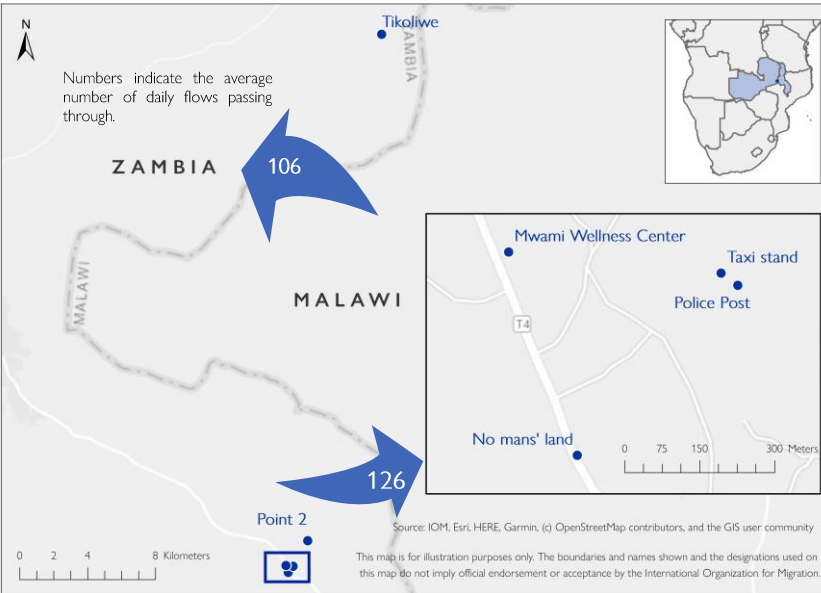 N
Tikoliwe
ZAMBIA
Numbers indicate the average
number of daily flows passing
through.
106
ZAMBIA
MALAWI
MALAWI
Mwami Wellness Center
Taxi stand
Police Post
T4
No mans' land
0 75 150 300 Meters
126
Point 2
Source: IOM, Esri, HERE, Garmin, (c) OpenStreetMap contributors, and the GIS user community
0 2 4 8 Kilometers
This map is for illustration purposes only. The boundaries and names shown and the designations used on
this map do not imply official endorsement or acceptance by the International Organization for Migration.